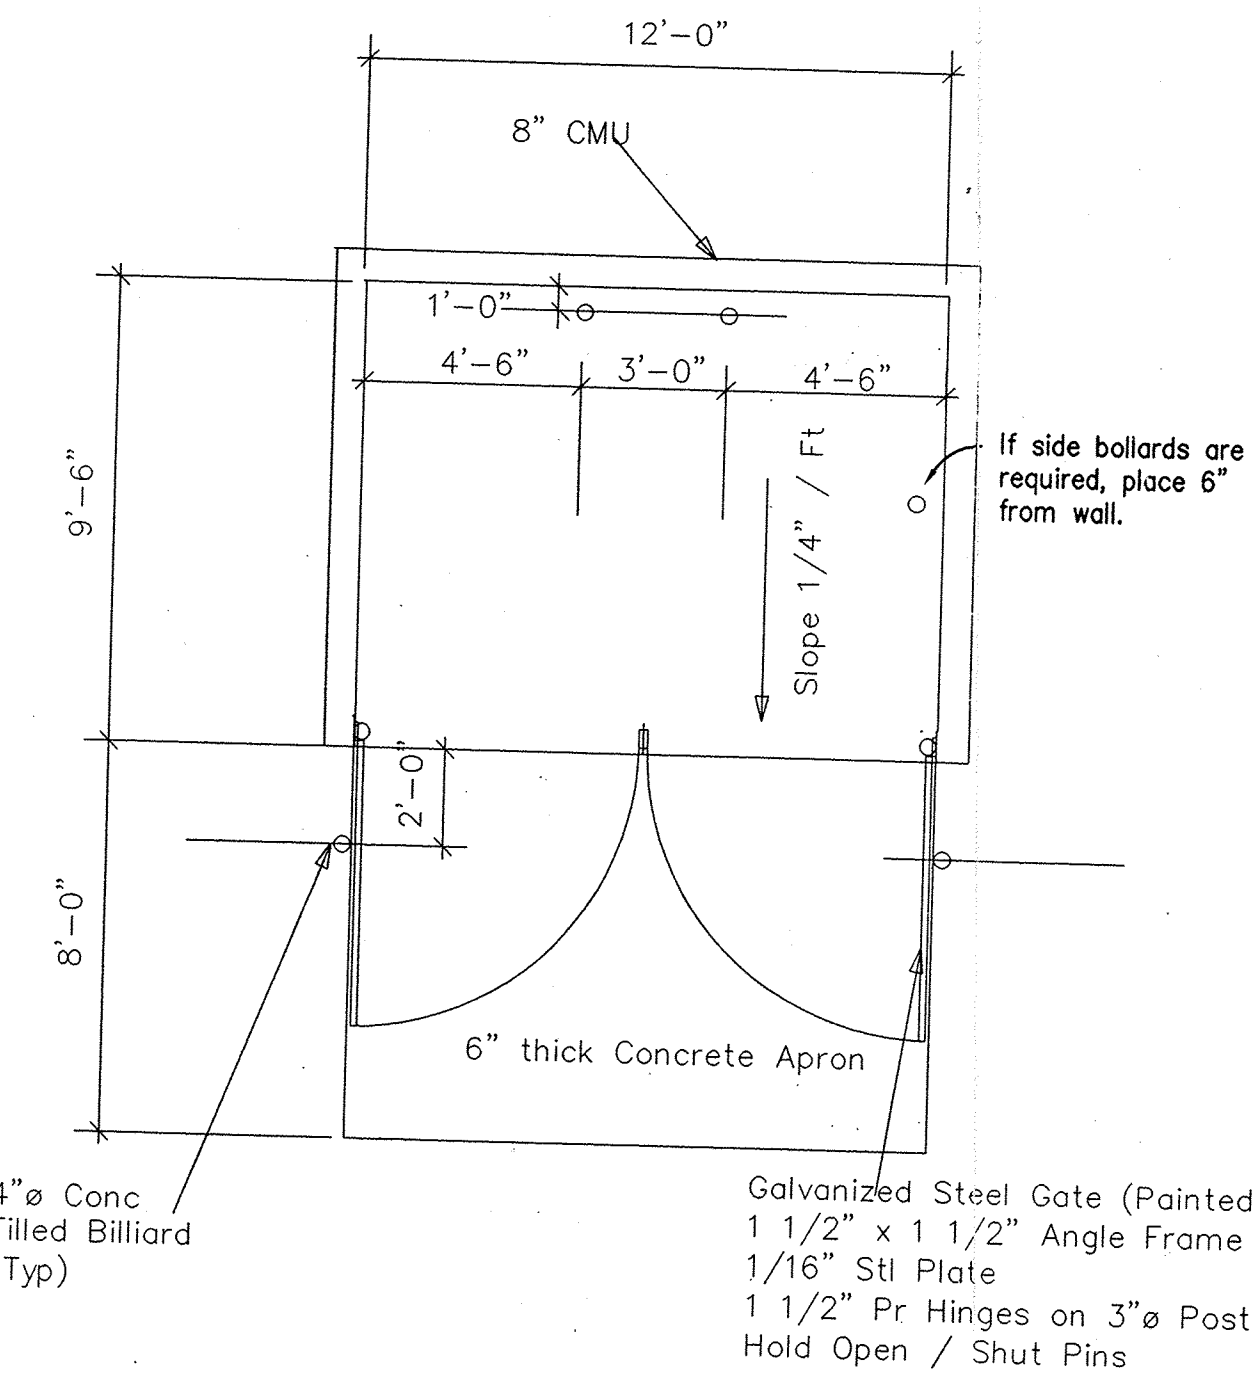 12'-0"
8" CMU
1'-0"
4'-6"
3'-0"
4'-6"
9'-6"
Slope 1/4" / Ft
If side bollards are
required, place 6"
from wall.
2'-0"
8'-0"
6" thick Concrete Apron
4"ø Conc
Filled Billiard
Typ)
Galvanized Steel Gate (Painted
1 1/2" x 1 1/2" Angle Frame
1/16" Stl Plate
1 1/2" Pr Hinges on 3"ø Post
Hold Open / Shut Pins